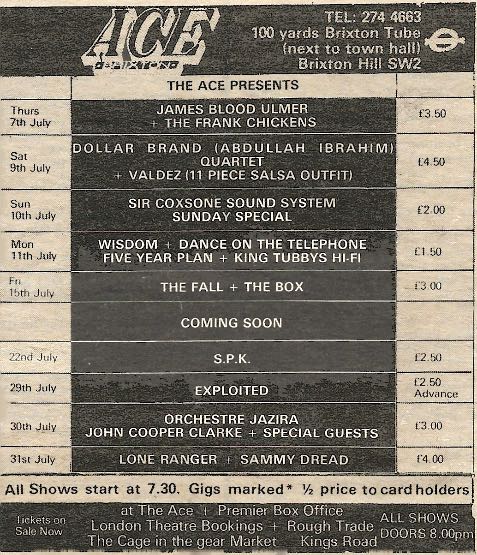 ACE
BRIXTON
TEL: 274 4663
100 yards Brixton Tube
(next to town hall)
Brixton Hill SW2
THE ACE PRESENTS
Thurs
7th July
JAMES BLOOD ULMER
+ THE FRANK CHICKENS
£3.50
Sat
9th July
DOLLAR BRAND (ABDULLAH IBRAHIM)
QUARTET
+ VALDEZ (11 PIECE SALSA OUTFIT)
£4.50
Sun
10th July
SIR COXSONE SOUND SYSTEM
SUNDAY SPECIAL
£2.00
Mon
11th July
WISDOM + DANCE ON THE TELEPHONE
FIVE YEAR PLAN + KING TUBBYS HI-FI
£1.50
Fri
15th July
THE FALL + THE BOX
£3.00
COMING SOON
22nd July
S.P.K.
£2.50
29th July
EXPLOITED
£2.50
Advance
30th July
ORCHESTRE JAZIRA
JOHN COOPER CLARKE + SPECIAL GUESTS
£3.00
31st July
LONE RANGER + SAMMY DREAD
£4.00
All Shows start at 7.30. Gigs marked* ½ price to card holders
Tickets on
Sale Now
at The Ace + Premier Box Office
London Theatre Bookings + Rough Trade
The Cage in the gear Market Kings Road
ALL SHOWS
DOORS 8.00pm